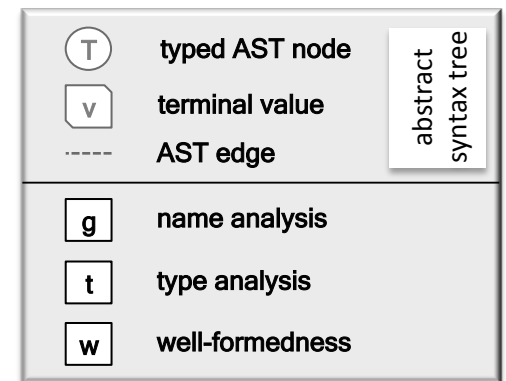 T typed AST node
v terminal value
AST edge
abstract
syntax tree
g name analysis
t type analysis
w well-formedness